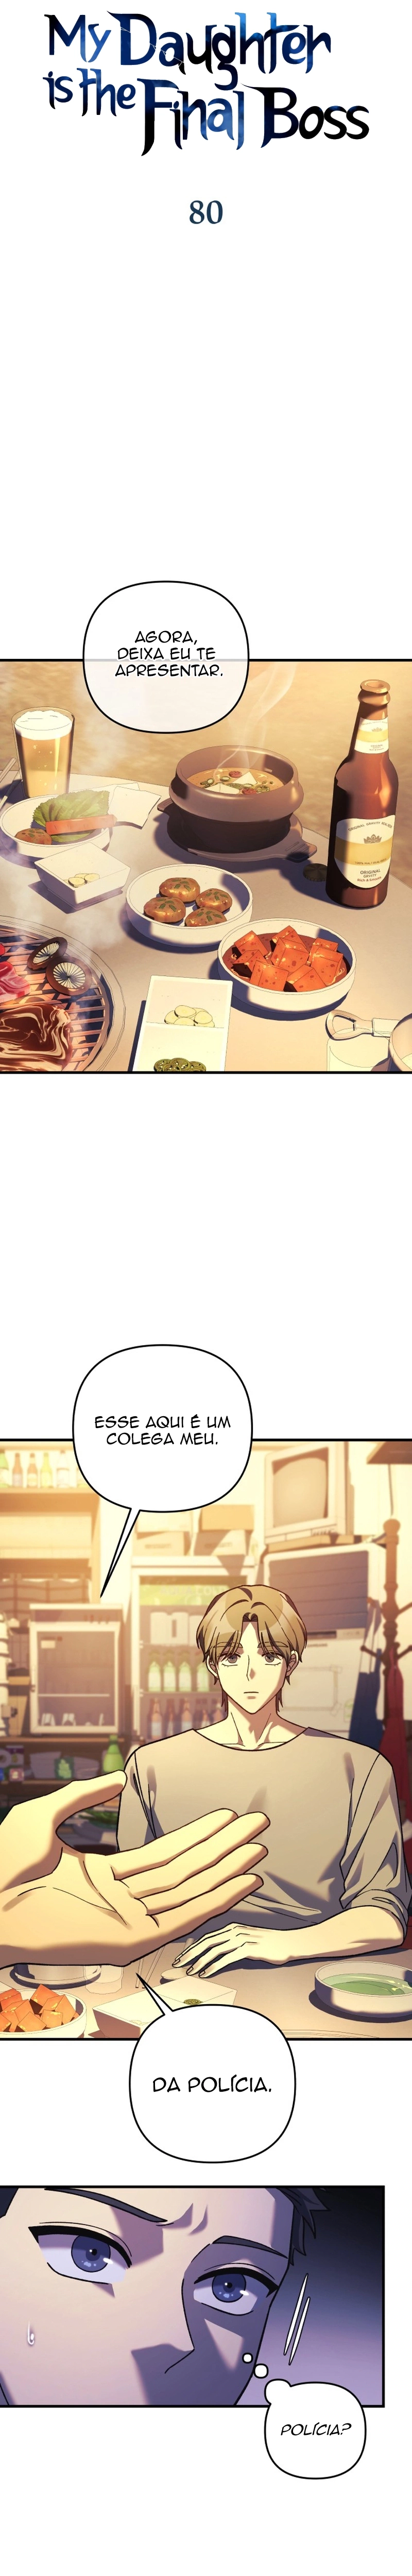 My Daughter
is the Final Boss
80
AGORA,
DEIXA EU TE
APRESENTAR.
ORIGINAL
ESSE AQUI É UM
COLEGA MEU.
DA POLÍCIA.
POLÍCIA?